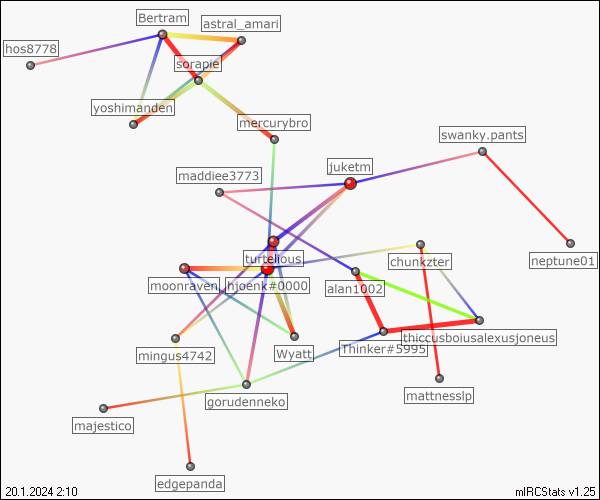 Bertram
astral_amari
hos8778
sorapie
yoshimanden
mercurybro
swanky.pants
juketm
maddiee3773
turtelious
chunkzter
neptune01
moonraven
hjoenk#0000
alan1002
thiccusboiusalexusjoneus
mingus4742
Wyatt
Thinker#5995
mattnesslp
gorudenneko
majestico
edgepanda
20.1.2024 2:10
mIRCStats v1.25